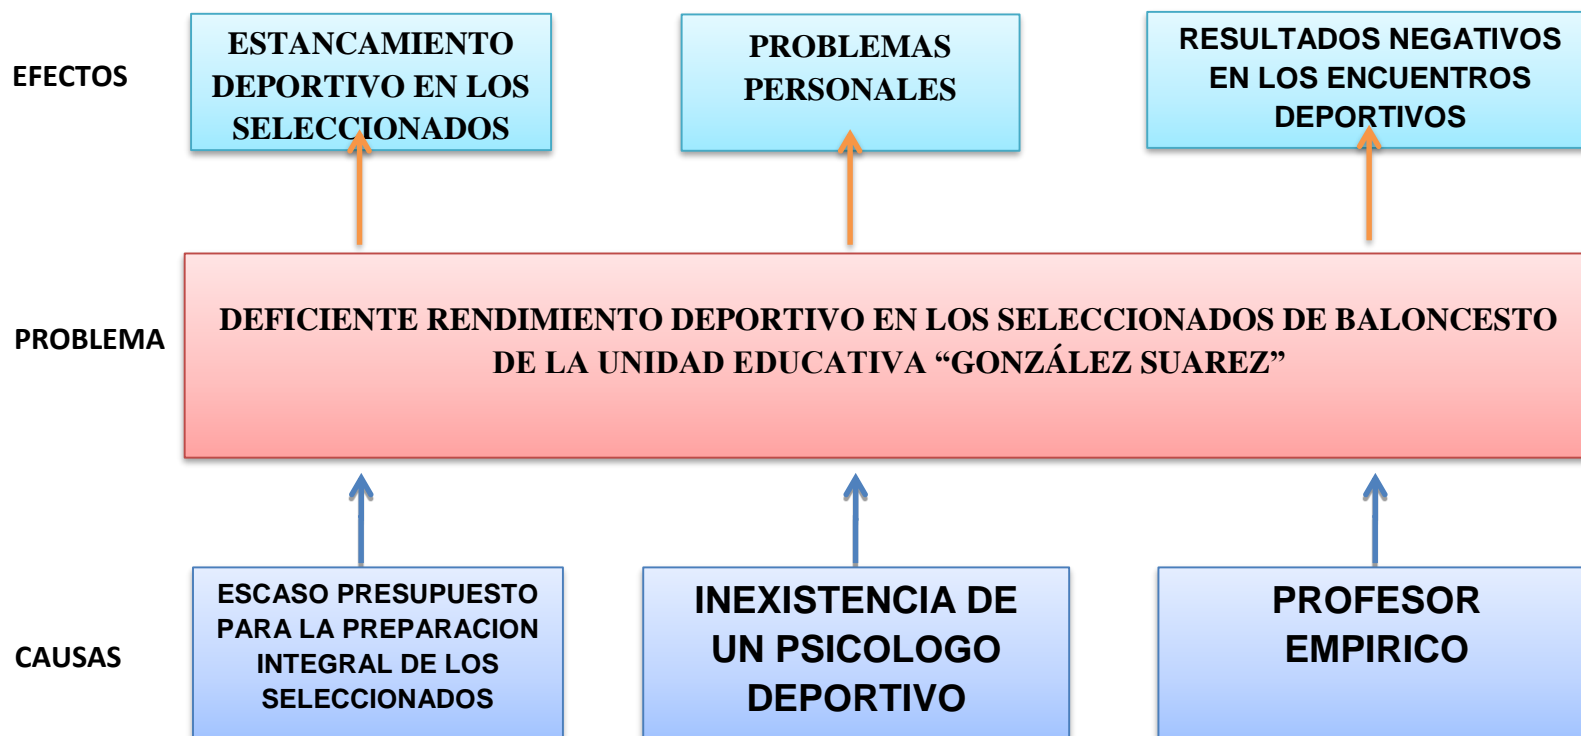 EFECTOS
ESTANCAMIENTO
DEPORTIVO EN LOS
SELECCIONADOS
PROBLEMAS
PERSONALES
RESULTADOS NEGATIVOS
EN LOS ENCUENTROS
DEPORTIVOS
PROBLEMA
DEFICIENTE RENDIMIENTO DEPORTIVO EN LOS SELECCIONADOS DE BALONCESTO
DE LA UNIDAD EDUCATIVA “GONZÁLEZ SUAREZ”
CAUSAS
ESCASO PRESUPUESTO
PARA LA PREPARACION
INTEGRAL DE LOS
SELECCIONADOS
INEXISTENCIA DE
UN PSICOLOGO
DEPORTIVO
PROFESOR
EMPIRICO